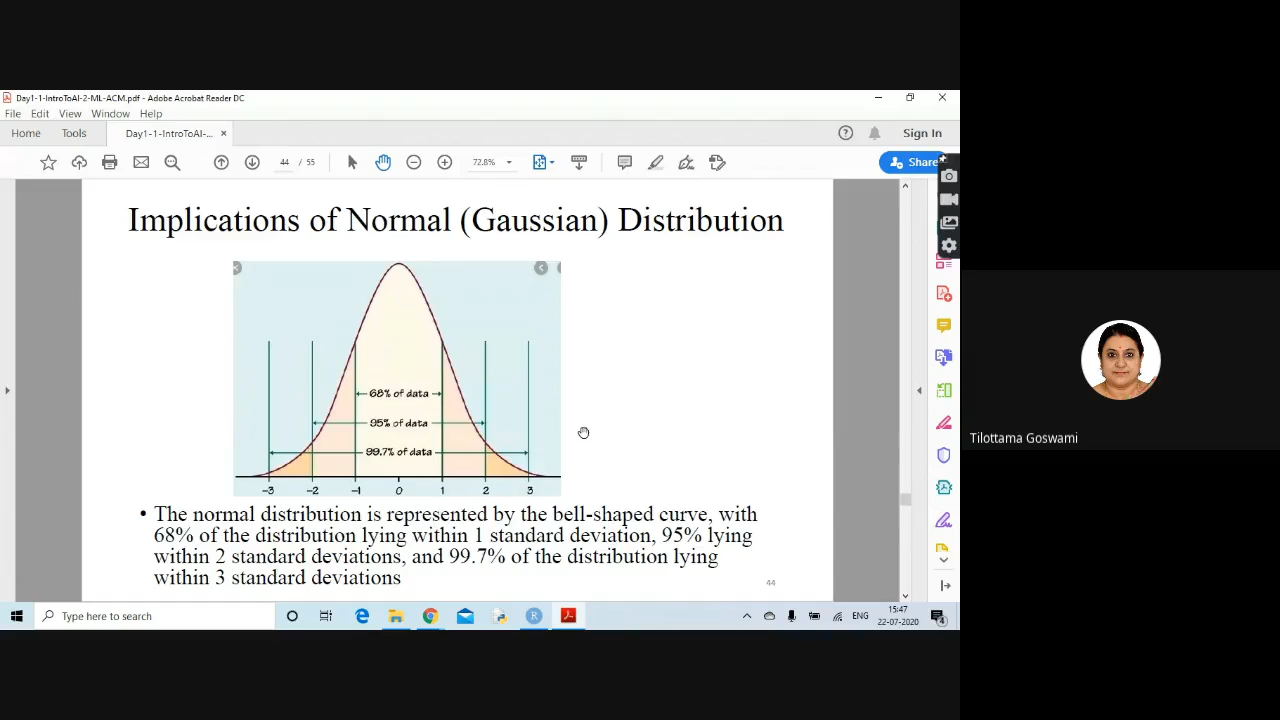 Day1-1-IntroToAI-2-ML-ACM.pdf - Adobe Acrobat Reader DC
File Edit View Window Help
Home Tools Day1-1-IntroToAI-... × Sign In
44 / 55 72.8% Share
Implications of Normal (Gaussian) Distribution
68% of data
95% of data
99.7% of data
-3 -2 -1 0 1 2 3
• The normal distribution is represented by the bell-shaped curve, with
68% of the distribution lying within 1 standard deviation, 95% lying
within 2 standard deviations, and 99.7% of the distribution lying
within 3 standard deviations
44
Tilottama Goswami
Type here to search
R
ENG
15:47
22-07-2020
4